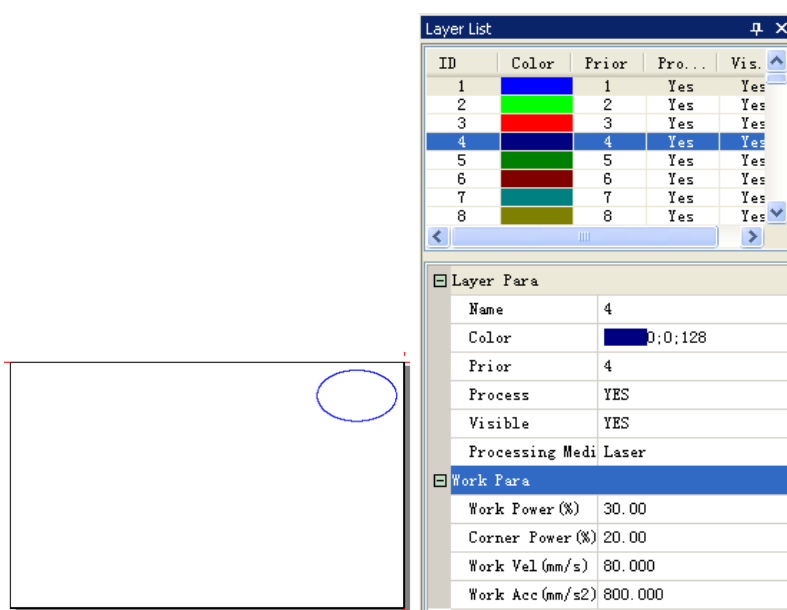 Layer List
ID Color Prior Pro... Vis.
1 1 Yes Yes
2 2 Yes Yes
3 3 Yes Yes
4 4 Yes Yes
5 5 Yes Yes
6 6 Yes Yes
7 7 Yes Yes
8 8 Yes Yes
Layer Para
Name 4
Color 0;0;128
Prior 4
Process YES
Visible YES
Processing Medi Laser
Work Para
Work Power(%) 30.00
Corner Power(%) 20.00
Work Vel(mm/s) 80.000
Work Acc(mm/s2) 800.000